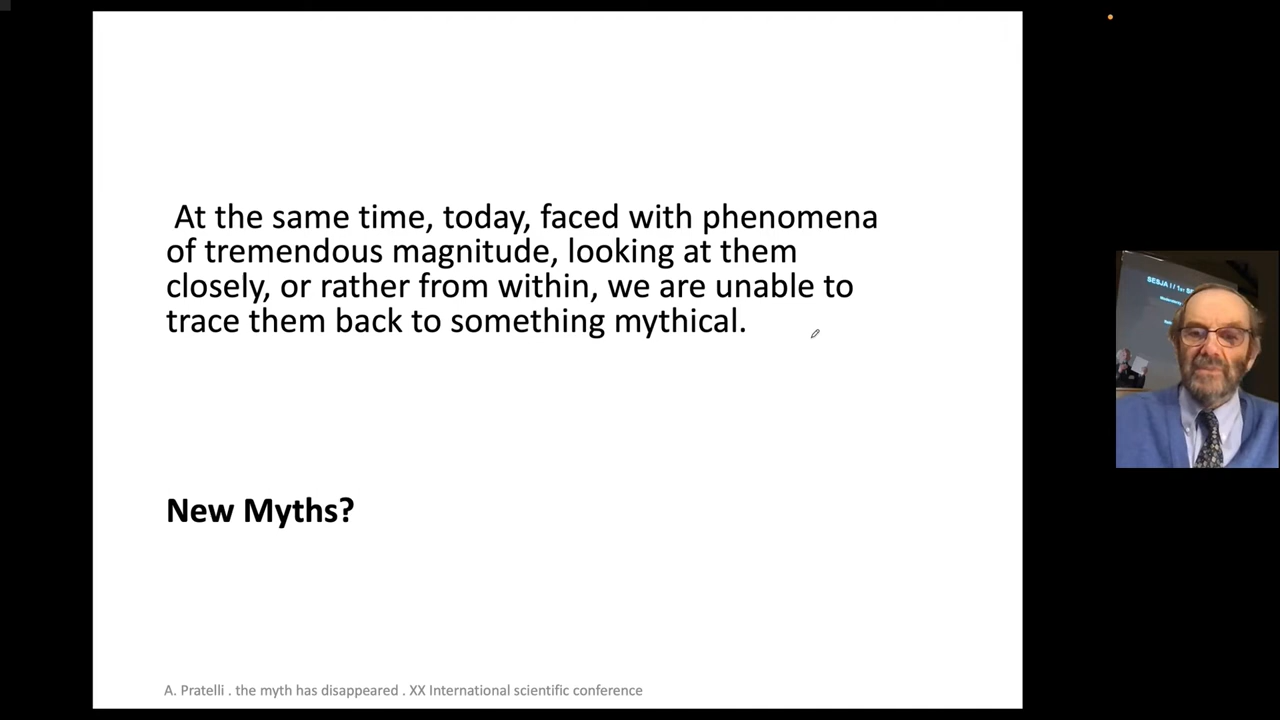 At the same time, today, faced with phenomena
of tremendous magnitude, looking at them
closely, or rather from within, we are unable to
trace them back to something mythical.
New Myths?
A. Pratelli . the myth has disappeared . XX International scientific conference
SESJA I / 1st